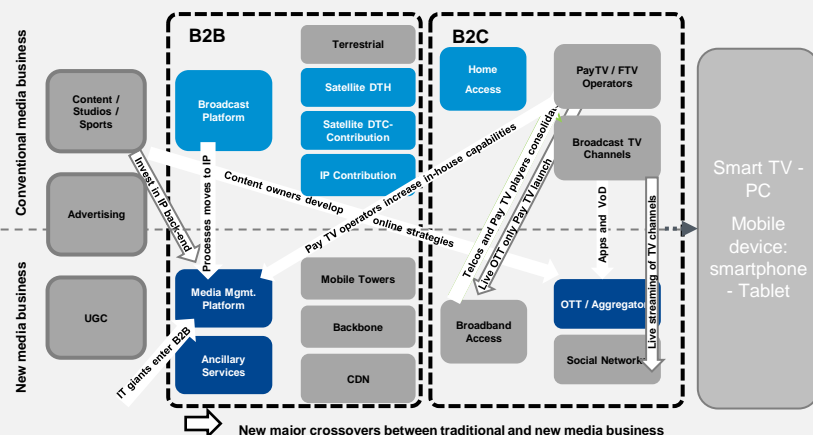 Conventional media business
New media business
Content /
Studios /
Sports
Advertising
UGC
B2B
Broadcast
Platform
Terrestrial
Satellite DTH
Satellite DTC-
Contribution
IP Contribution
Media Mgmt.
Platform
Ancillary
Services
Mobile Towers
Backbone
CDN
B2C
Home
Access
PayTV / FTV
Operators
Broadcast TV
Channels
Broadband
Access
OTT / Aggregator
Social Network
Invest in IP back-end
Processes moves to IP
IT giants enter B2B
Content owners develop
online strategies
Pay TV operators increase in-house capabilities
Telcos and Pay TV players consolidat
Live OTT only Pay TV launch
Apps and VoD
Live streaming of TV channels
Smart TV -
PC
Mobile
device:
smartphone
- Tablet
New major crossovers between traditional and new media business